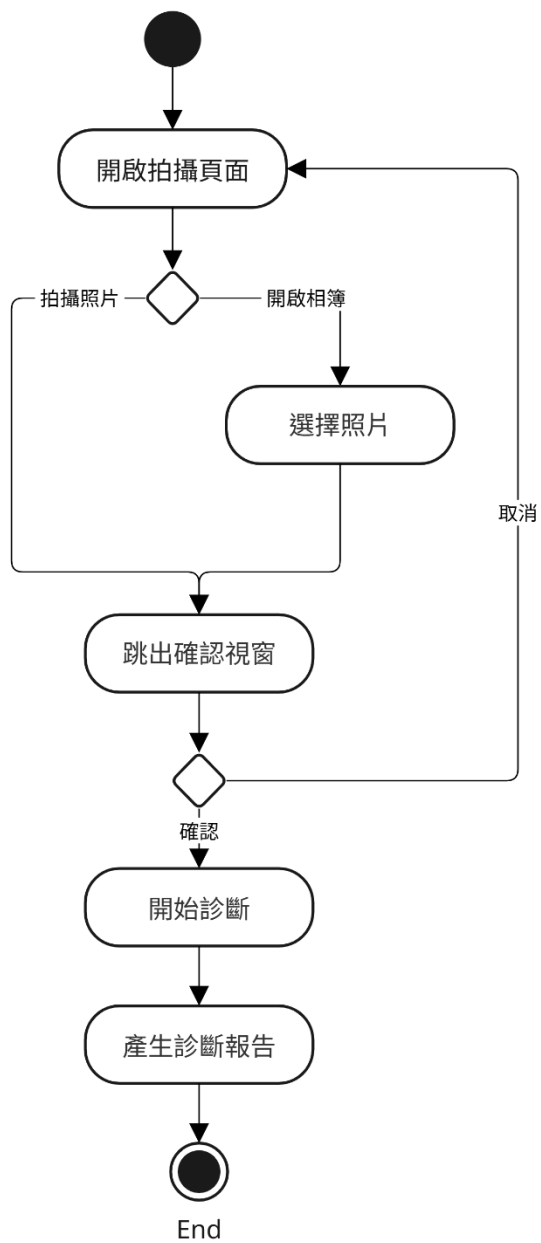 開啟拍攝頁面
拍攝照片
開啟相簿
選擇照片
取消
跳出確認視窗
確認
開始診斷
產生診斷報告
End